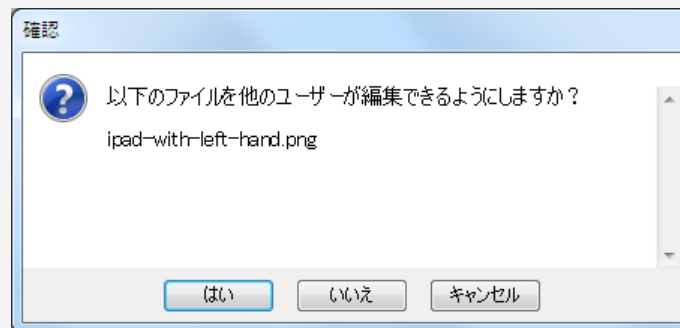 確認
以下のファイルを他のユーザーが編集できるようにしますか？
ipad-with-left-hand.png
はい
いいえ
キャンセル